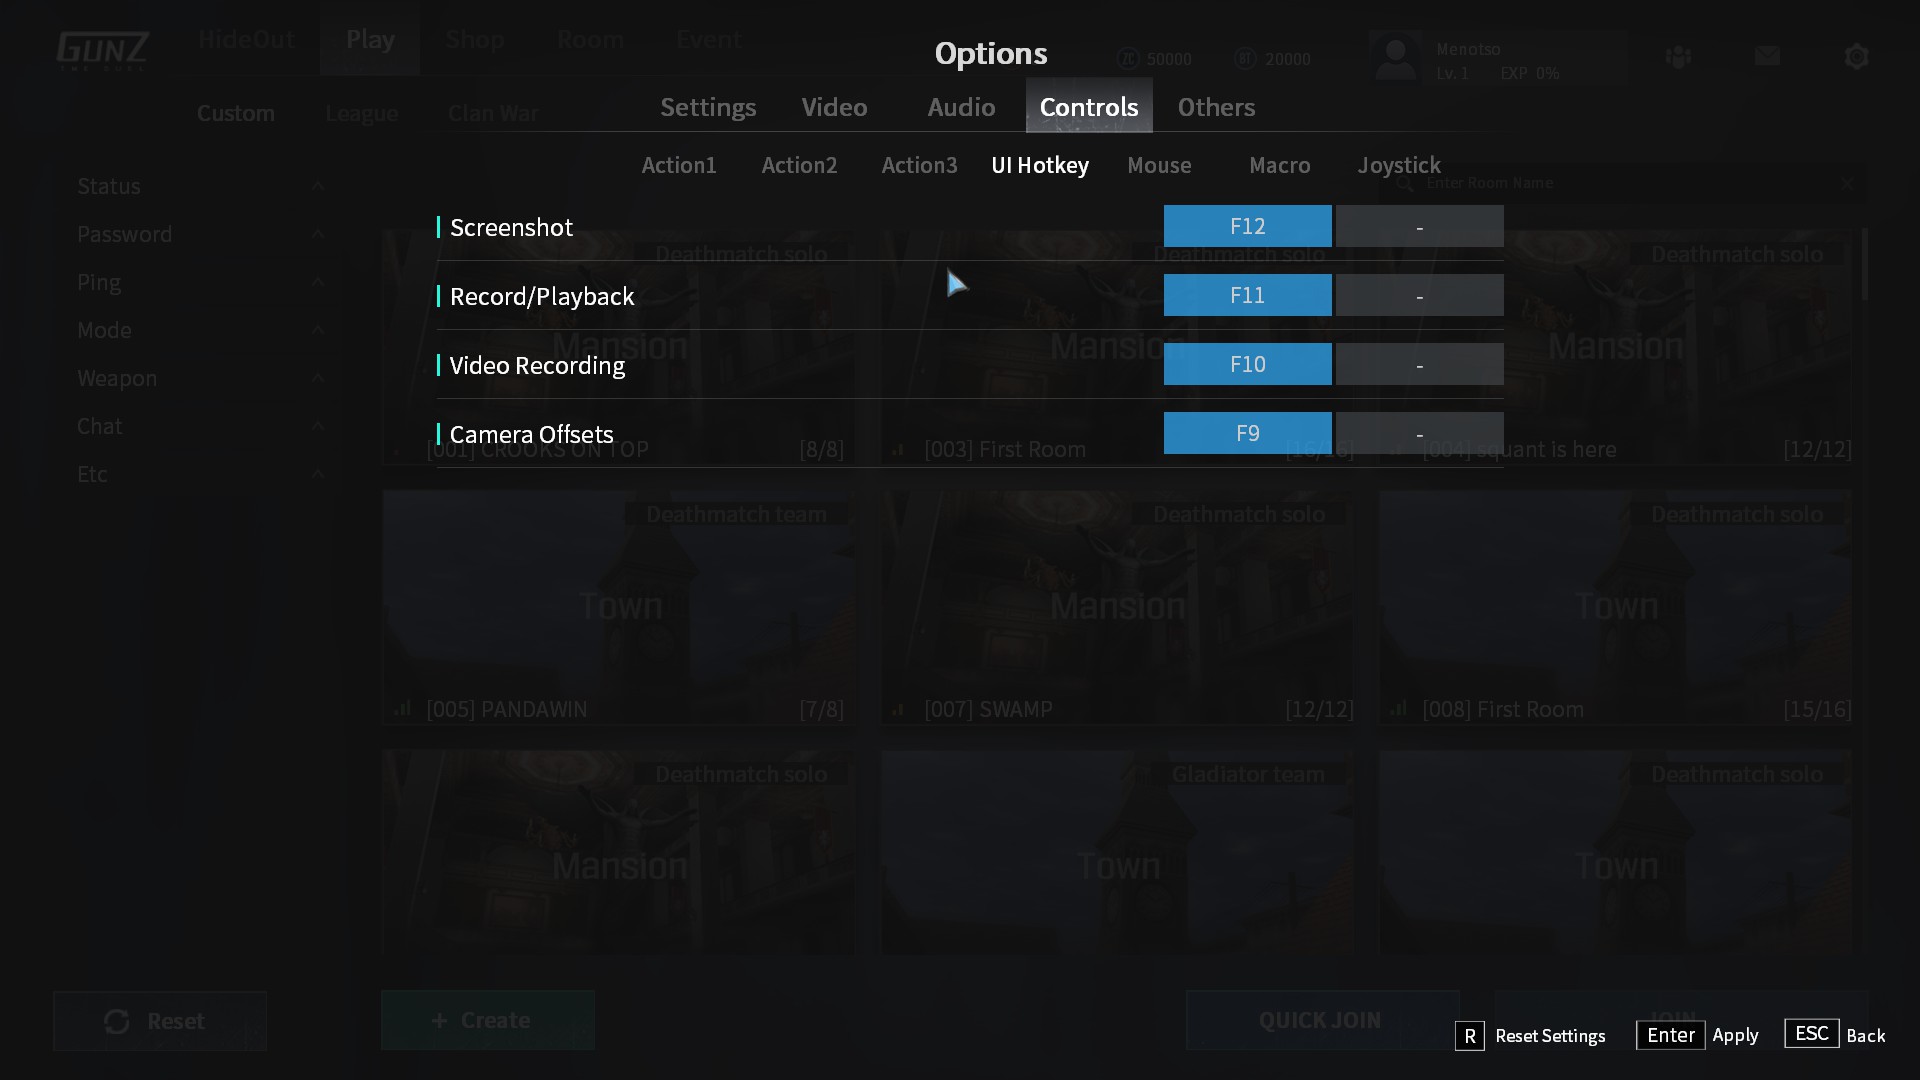 GUNZ
HideOut
Play
Shop
Room
Event
Options
50000
20000
Menotso
Lv.1 EXP 0%
Custom
League
Clan War
Settings
Video
Audio
Controls
Others
Action1
Action2
Action3
UI Hotkey
Mouse
Macro
Joystick
Enter Room Name
Status
Password
Ping
Mode
Weapon
Chat
Etc
Screenshot F12 -
Record/Playback F11 -
Video Recording F10 -
Camera Offsets F9 -
Deathmatch solo
Deathmatch solo
Deathmatch solo
Mansion
Mansion
Mansion
[001] CROOKS ON TOP [8/8]
[003] First Room [16/16]
[004] squant is here [12/12]
Deathmatch team
Deathmatch solo
Deathmatch solo
Town
Mansion
Town
[005] PANDAWIN [7/8]
[007] SWAMP [12/12]
[008] First Room [15/16]
Deathmatch solo
Gladiator team
Deathmatch solo
Mansion
Town
Town
Reset
+ Create
QUICK JOIN
JOIN
R Reset Settings
Enter Apply
ESC Back